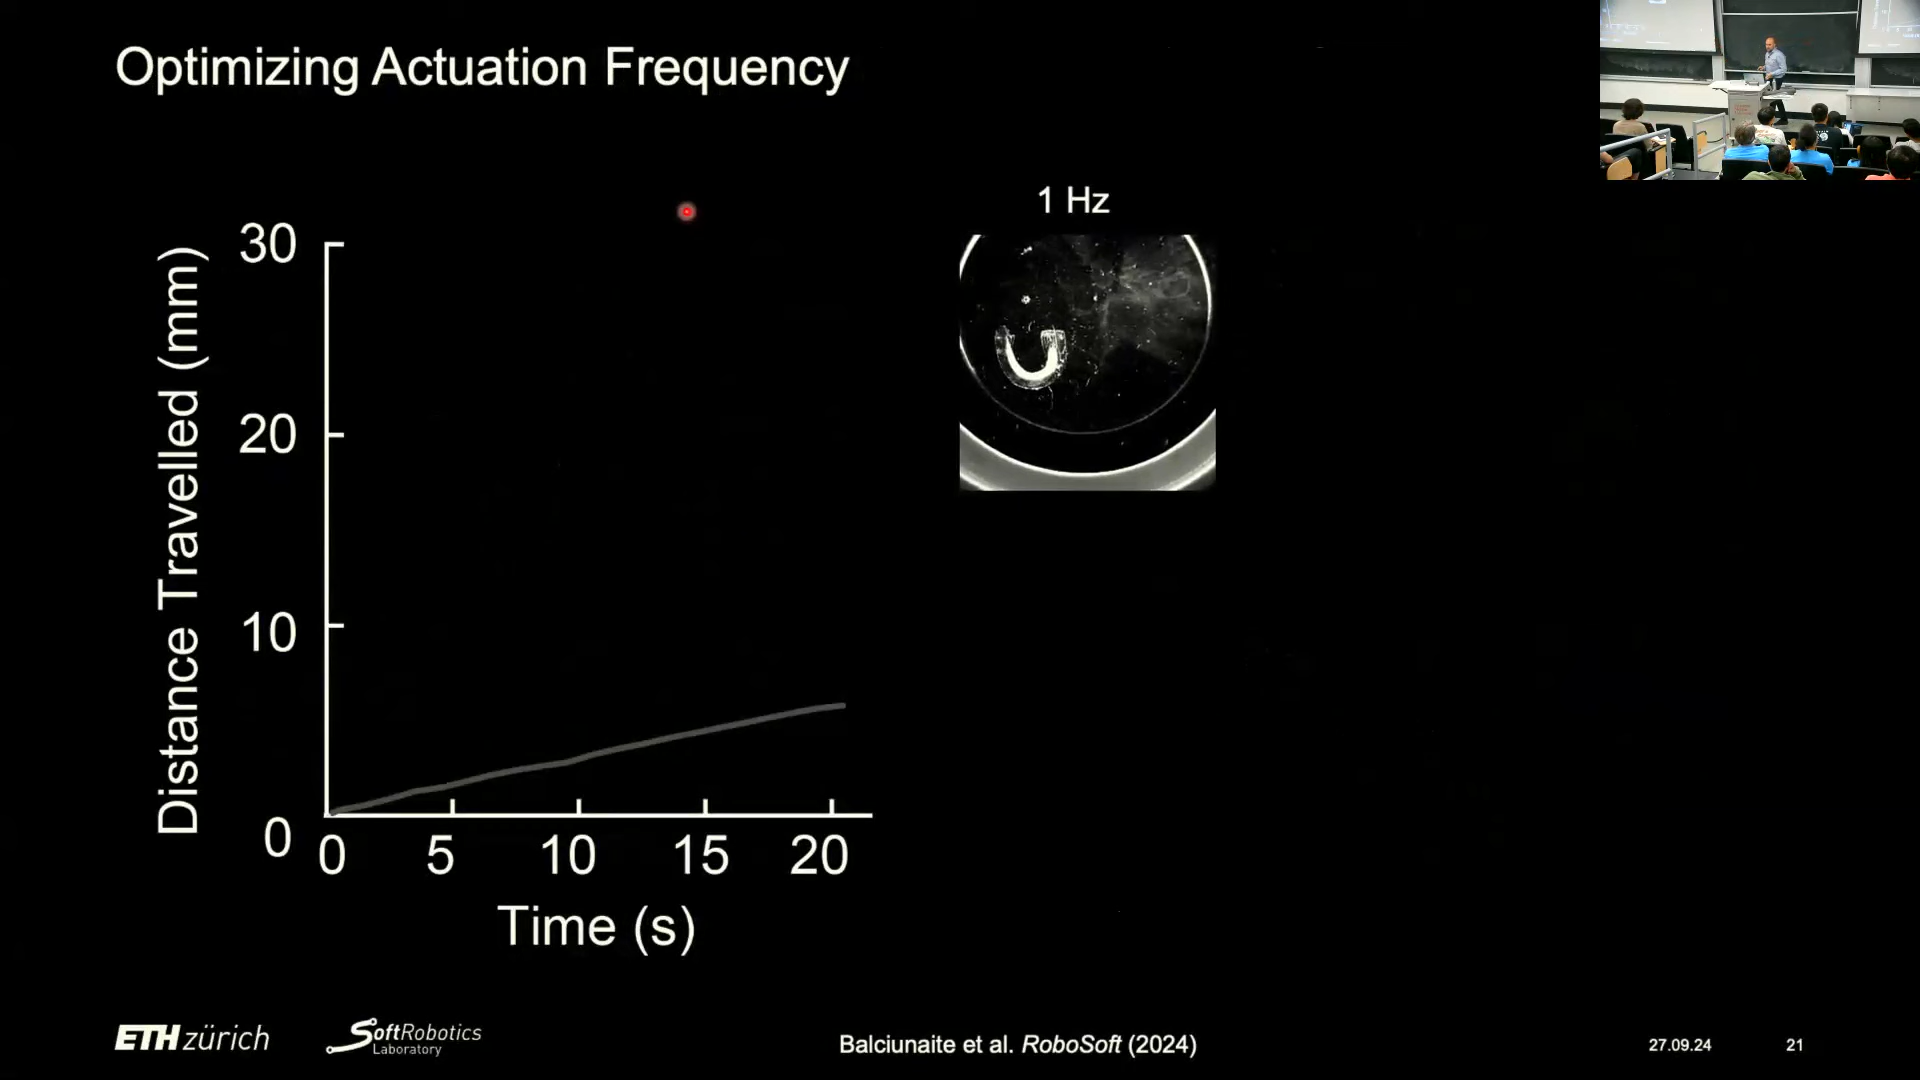 Optimizing Actuation Frequency
1 Hz
Distance Travelled (mm)
30
20
10
0
0 5 10 15 20
Time (s)
ETH zürich
SoftRobotics
Laboratory
Balciunaite et al. RoboSoft (2024)
27.09.24
21